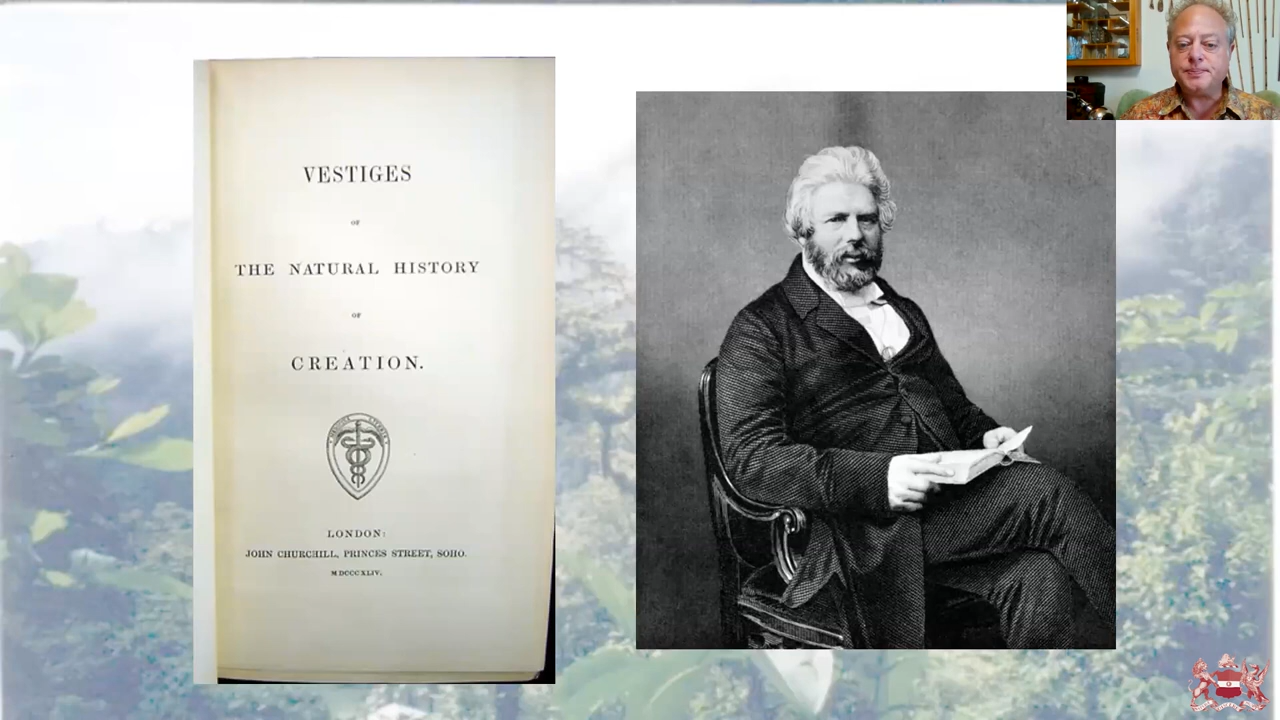 VESTIGES
OF
THE NATURAL HISTORY
OF
CREATION.
LONDON:
JOHN CHURCHILL, PRINCES STREET, SOHO.
MDCCCXLIV.